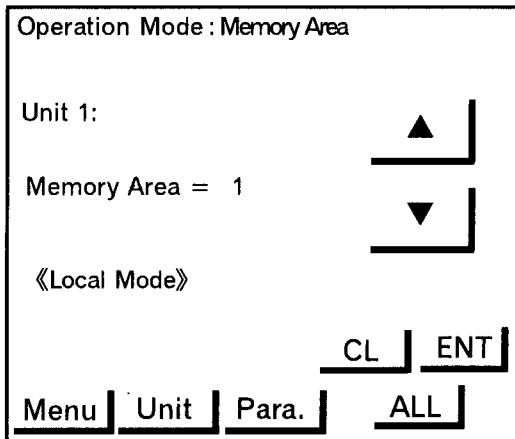 Operation Mode : Memory Area
Unit 1:
▲
Memory Area = 1
▼
《Local Mode》
CL ENT
Menu Unit Para. ALL